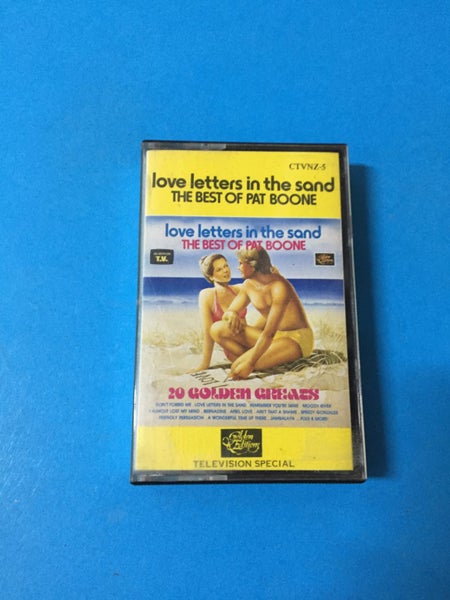 CTVNZ-5
love letters in the sand
THE BEST OF PAT BOONE
love letters in the sand
THE BEST OF PAT BOONE
T.V.
20 GOLDEN GREATS
DON'T FORBID ME . LOVE LETTERS IN THE SAND . REMEMBER YOU'RE MINE . MOODY RIVER
I ALMOST LOST MY MIND . BERNADINE . APRIL LOVE . AIN'T THAT A SHAME . SPEEDY GONZALES
FRIENDLY PERSUASION . A WONDERFUL TIME UP THERE . JAMBALAYA . PLUS 8 MORE!
Golden
Editions
TELEVISION SPECIAL